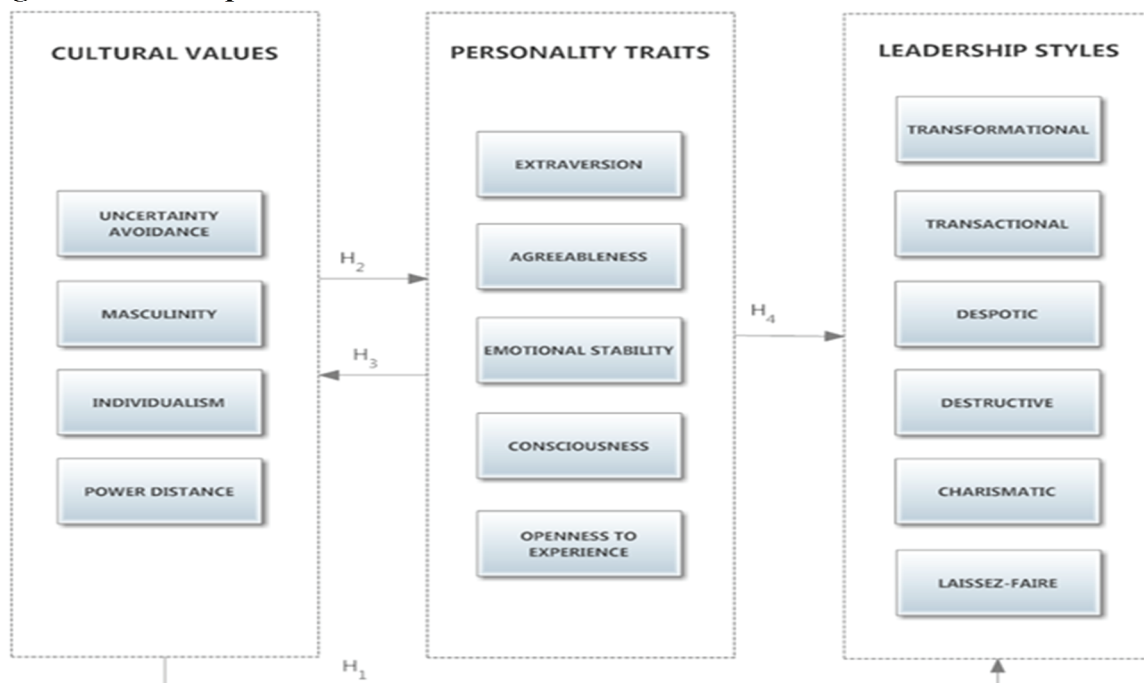 CULTURAL VALUES
UNCERTAINTY
AVOIDANCE
MASCULINITY
INDIVIDUALISM
POWER DISTANCE
H2
H3
H1
PERSONALITY TRAITS
EXTRAVERSION
AGREEABLENESS
EMOTIONAL STABILITY
CONSCIOUSNESS
OPENNESS TO
EXPERIENCE
H4
LEADERSHIP STYLES
TRANSFORMATIONAL
TRANSACTIONAL
DESPOTIC
DESTRUCTIVE
CHARISMATIC
LAISSEZ-FAIRE